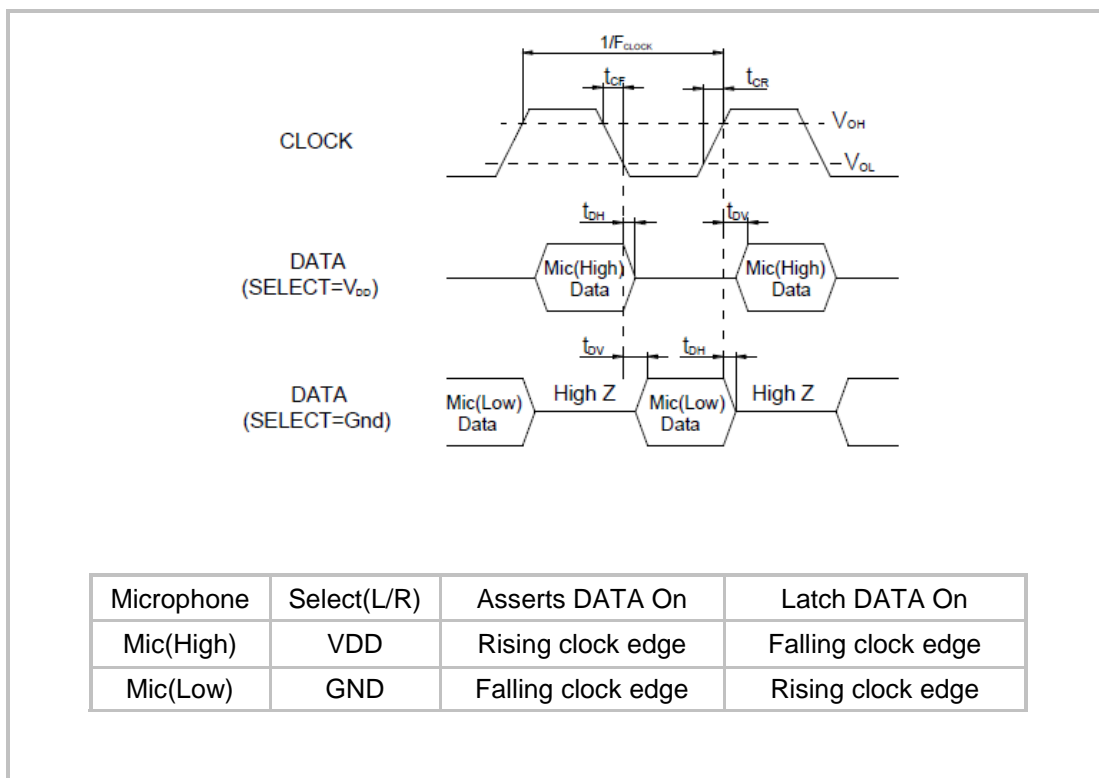 1/FCLOCK
tCF
tCR
CLOCK
VOH
VOL
tDH
tDV
DATA
(SELECT=VDD)
Mic(High)
Data
Mic(High)
Data
tDV
tDH
DATA
(SELECT=Gnd)
Mic(Low)
Data
High Z
Mic(Low)
Data
High Z
Microphone Select(L/R) Asserts DATA On Latch DATA On
Mic(High) VDD Rising clock edge Falling clock edge
Mic(Low) GND Falling clock edge Rising clock edge